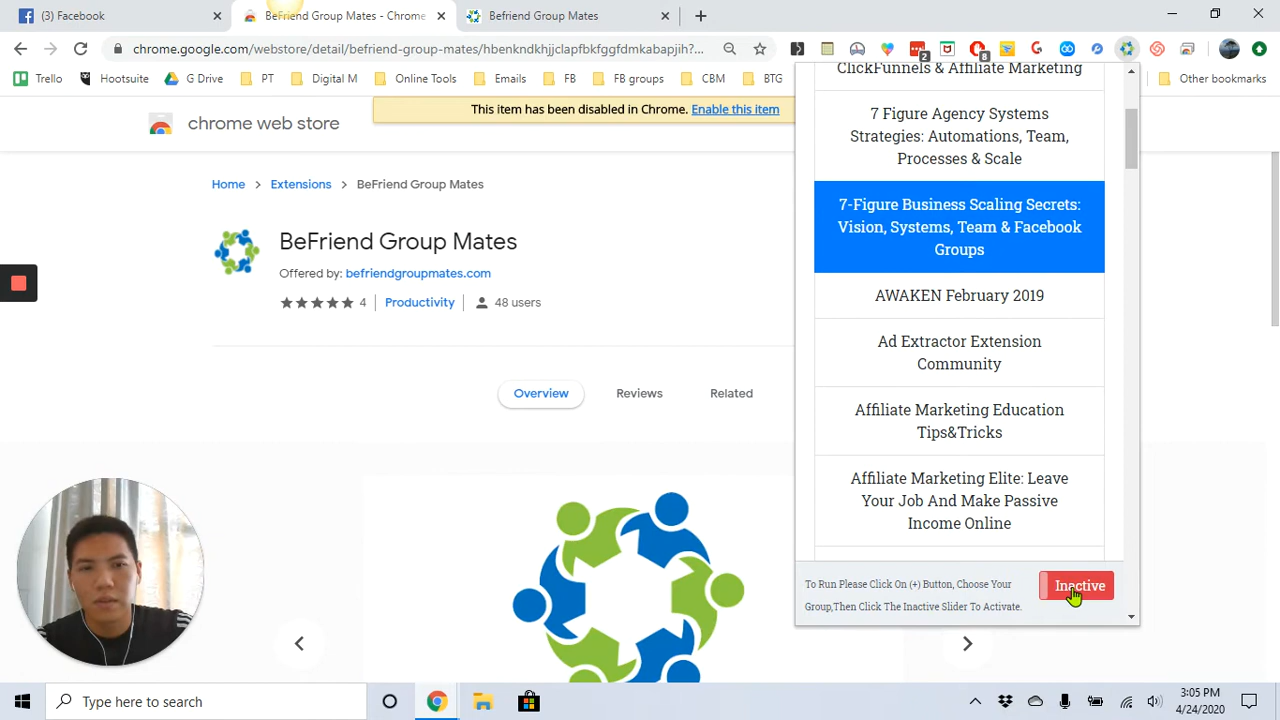 (3) Facebook
BeFriend Group Mates - Chrome
Befriend Group Mates
chrome.google.com/webstore/detail/befriend-group-mates/hbenkndkhjjclapfbkfggfdmkabapjih?...
2
8
Trello
Hootsuite
G Drive
PT
Digital M
Online Tools
Emails
FB
FB groups
CBM
BTG
Other bookmarks
This item has been disabled in Chrome. Enable this item
chrome web store
Home > Extensions > BeFriend Group Mates
BeFriend Group Mates
Offered by: befriendgroupmates.com
4
Productivity
48 users
Overview
Reviews
Related
ClickFunnels & Affiliate Marketing
7 Figure Agency Systems
Strategies: Automations, Team,
Processes & Scale
7-Figure Business Scaling Secrets:
Vision, Systems, Team & Facebook
Groups
AWAKEN February 2019
Ad Extractor Extension
Community
Affiliate Marketing Education
Tips&Tricks
Affiliate Marketing Elite: Leave
Your Job And Make Passive
Income Online
To Run Please Click On (+) Button, Choose Your
Group,Then Click The Inactive Slider To Activate.
Inactive
Type here to search
3:05 PM
4/24/2020